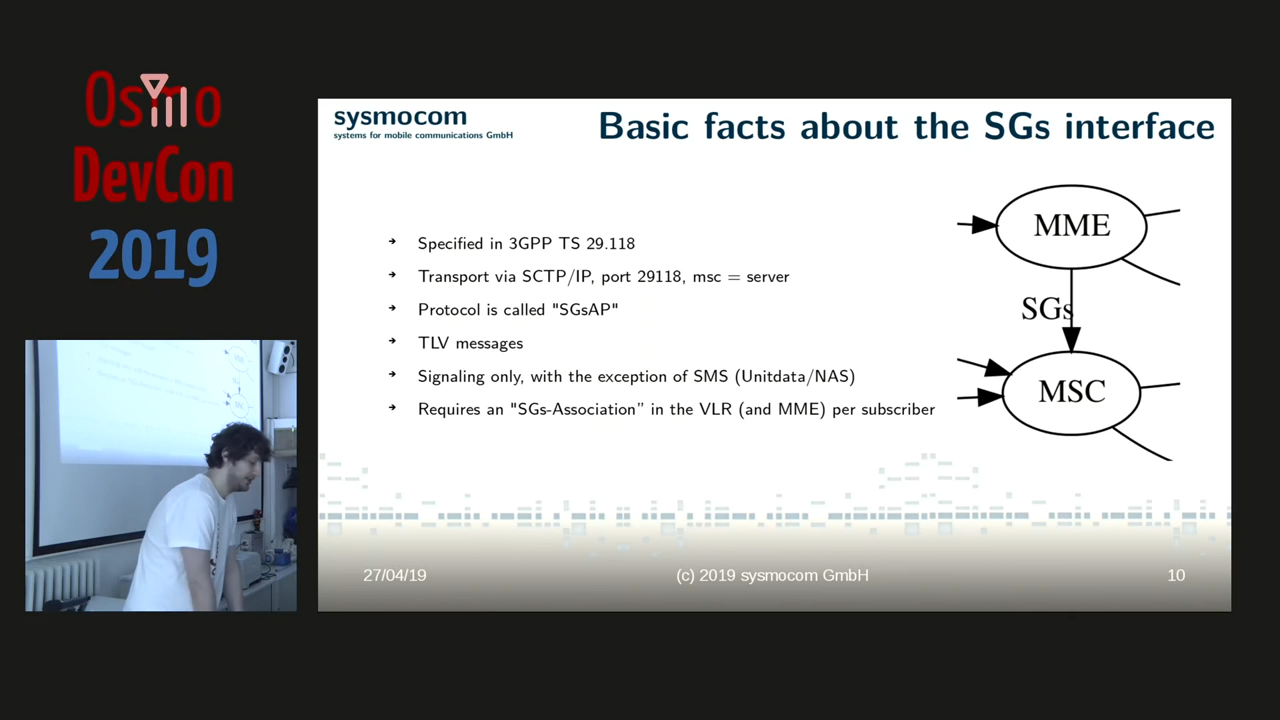 Osmo
DevCon
2019
sysmocom
systems for mobile communications GmbH
Basic facts about the SGs interface
Specified in 3GPP TS 29.118
Transport via SCTP/IP, port 29118, msc = server
Protocol is called "SGsAP"
TLV messages
Signaling only, with the exception of SMS (Unitdata/NAS)
Requires an "SGs-Association" in the VLR (and MME) per subscriber
MME
SGs
MSC
27/04/19
(c) 2019 sysmocom GmbH
10